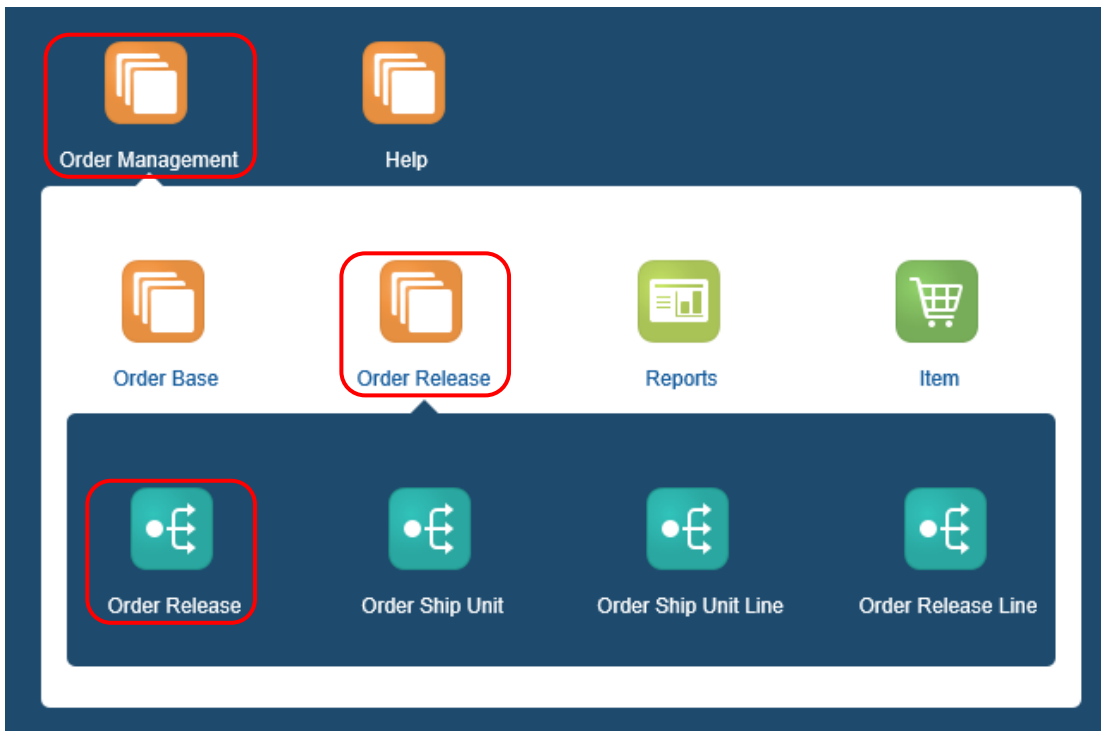 Order Management
Help
Order Base
Order Release
Reports
Item
Order Release
Order Ship Unit
Order Ship Unit Line
Order Release Line